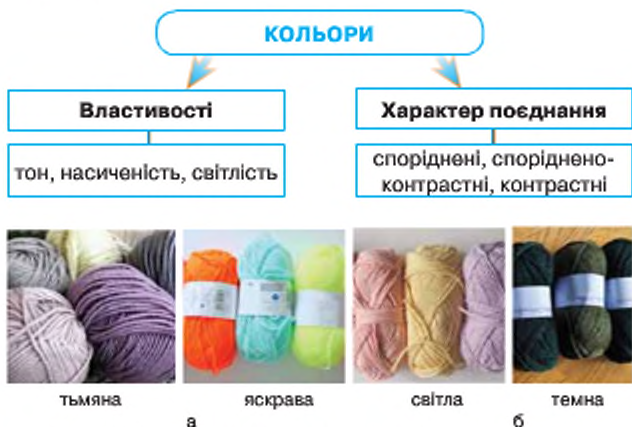 КОЛЬОРИ
Властивості
Характер поєднання
тон, насиченість, світлість
споріднені, споріднено-
контрастні, контрастні
тьмяна
яскрава
світла
темна
а
б